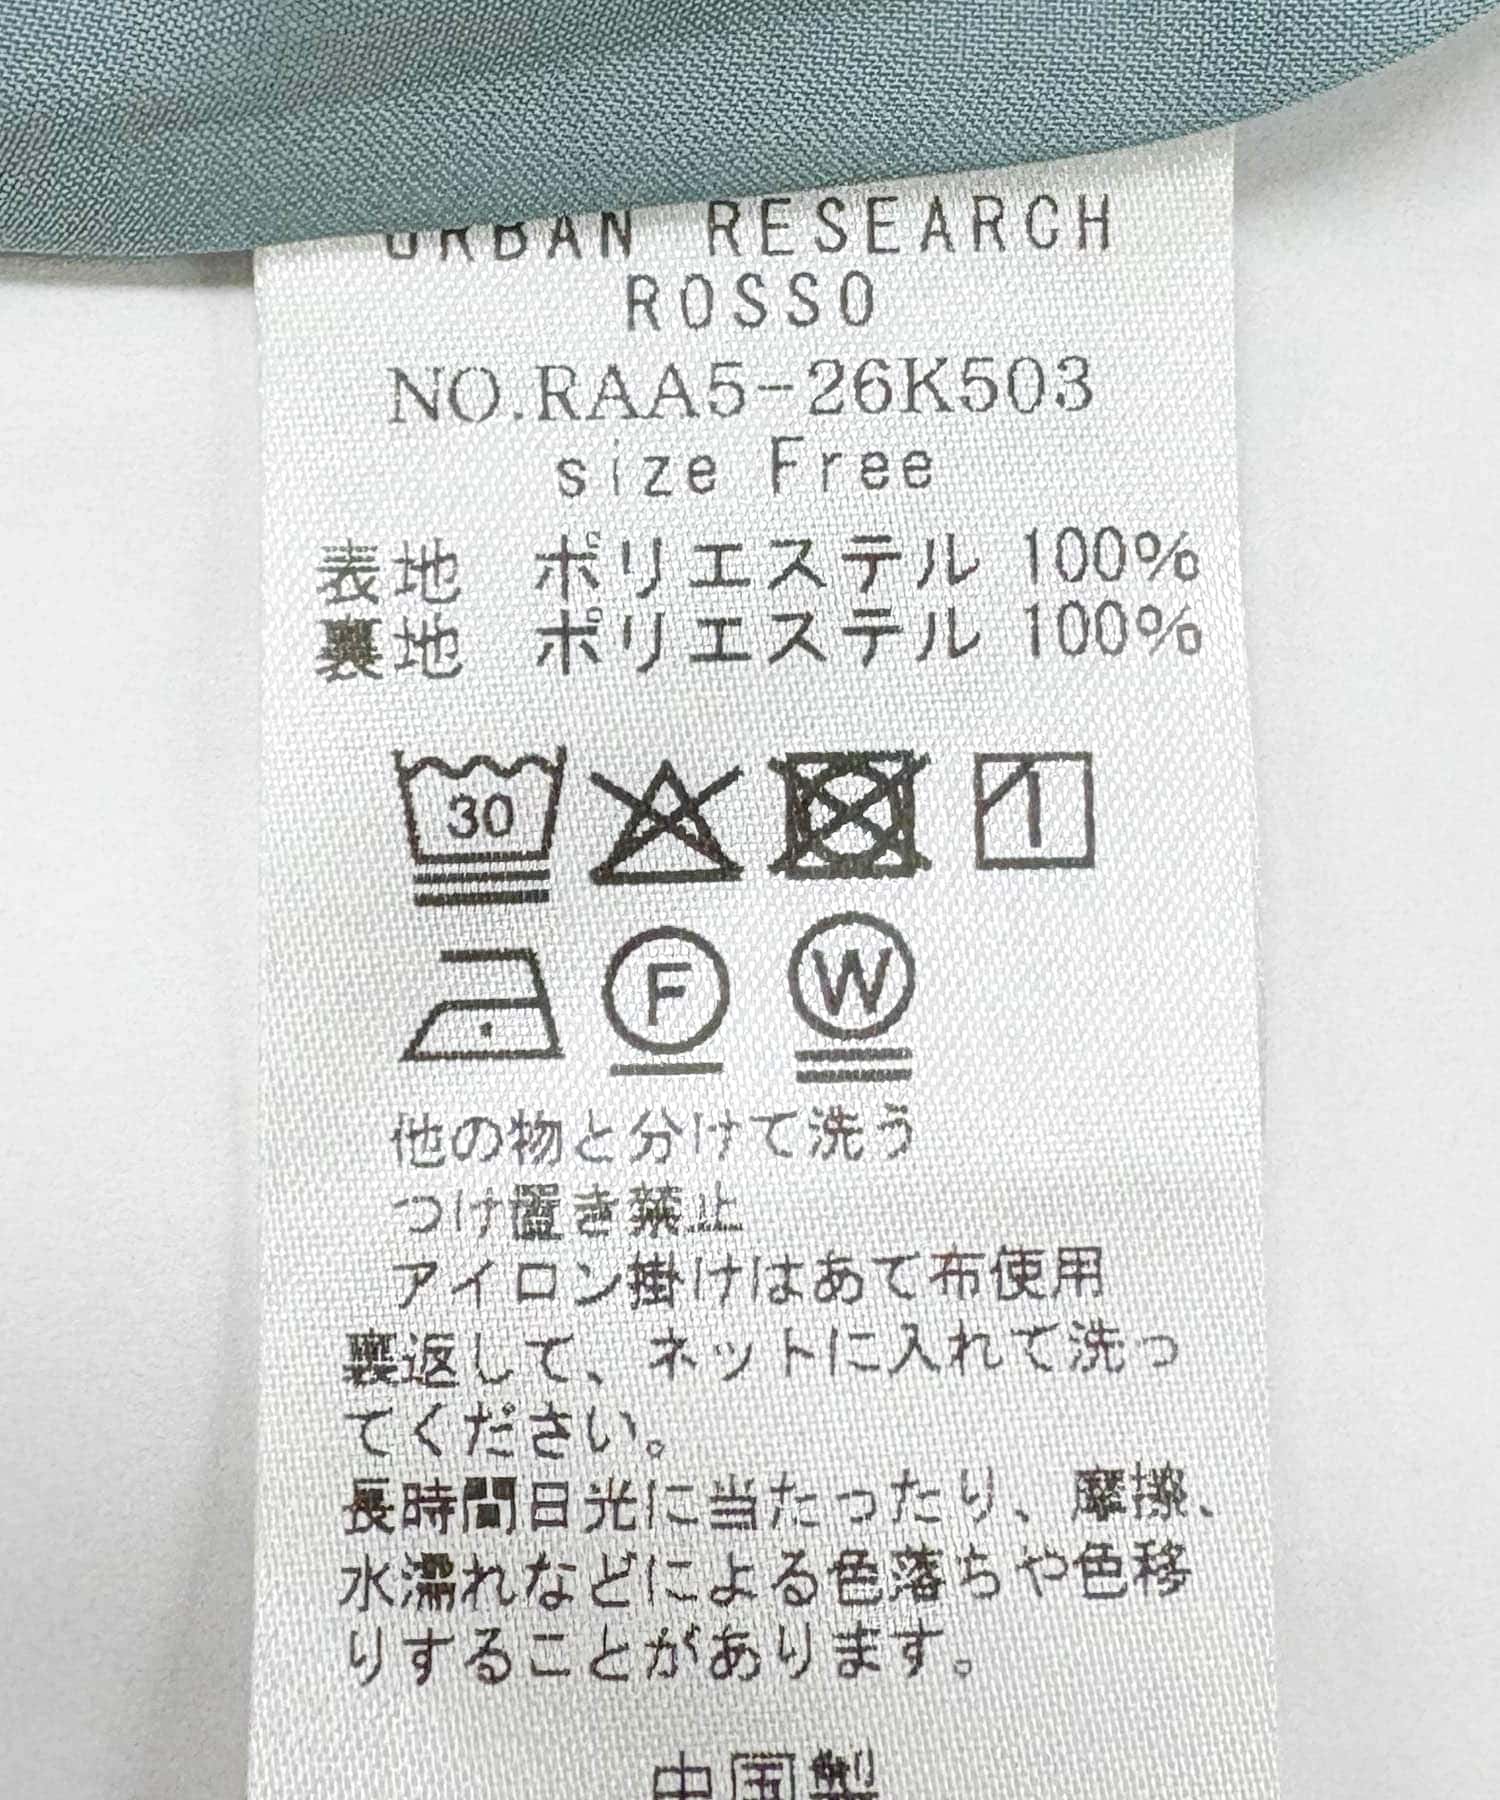 URBAN RESEARCH
ROSSO
NO.RAA5-26K503
size Free
表地 ポリエステル 100%
裏地 ポリエステル 100%
30
F W
他の物と分けて洗う
つけ置き禁止
アイロン掛けはあて布使用
裏返して、ネットに入れて洗っ
てください。
長時間日光に当たったり、摩擦、
水濡れなどによる色落ちや色移
りすることがあります。
中国製